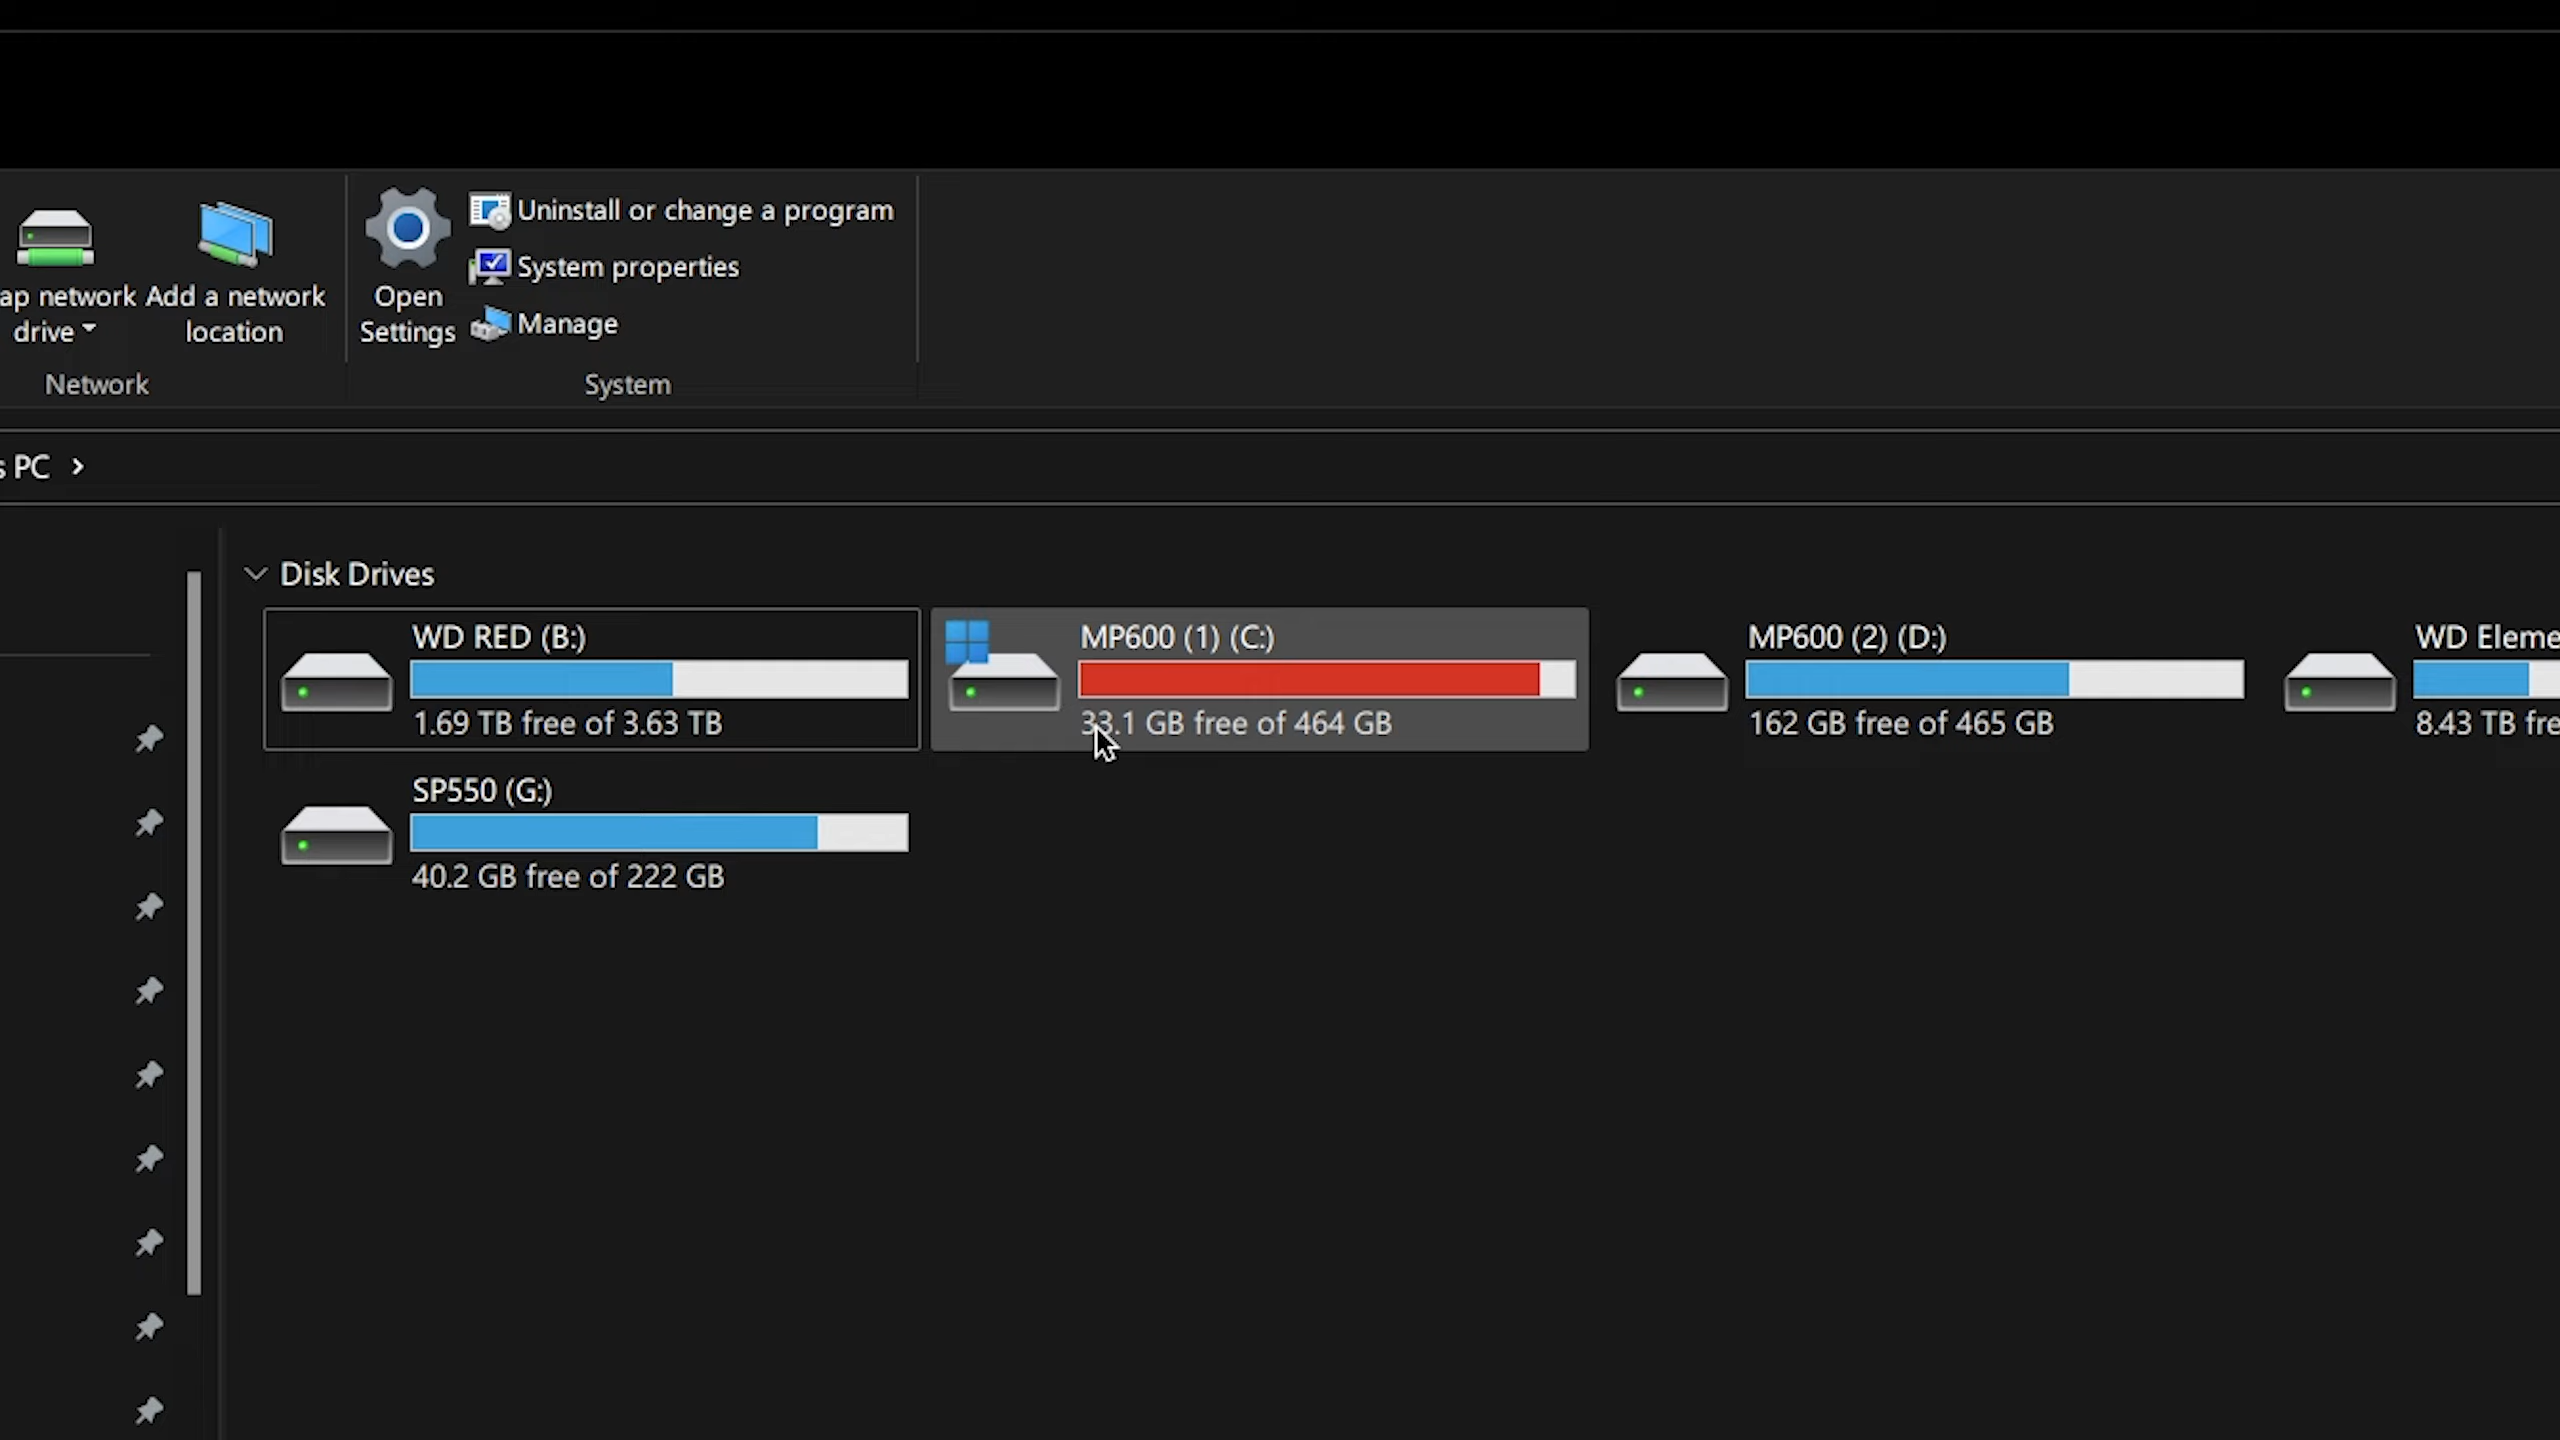 ap network
drive
Add a network
location
Network
Open
Settings
Uninstall or change a program
System properties
Manage
System
s PC >
Disk Drives
WD RED (B:)
1.69 TB free of 3.63 TB
MP600 (1) (C:)
33.1 GB free of 464 GB
MP600 (2) (D:)
162 GB free of 465 GB
WD Eleme
8.43 TB fre
SP550 (G:)
40.2 GB free of 222 GB